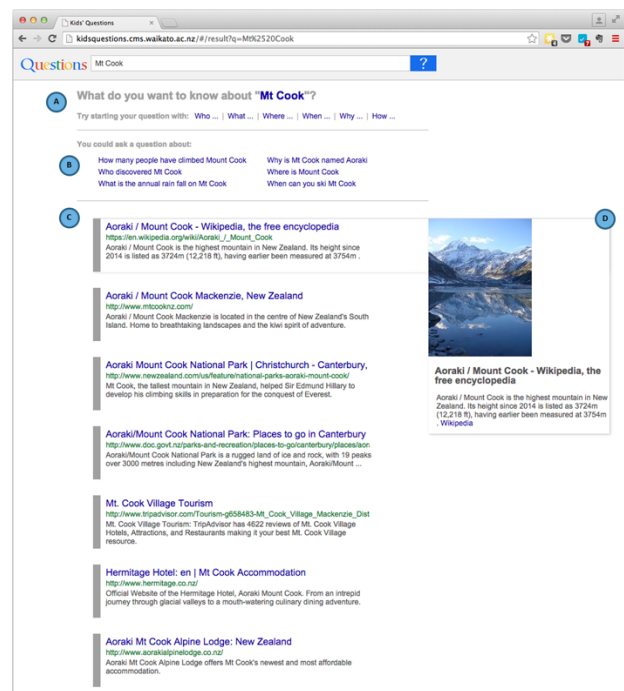 Kids' Questions
kidsquestions.cms.waikato.ac.nz/#/result?q=Mt%2520Cook
Questions Mt Cook ?
A What do you want to know about "Mt Cook"?
Try starting your question with: Who ... | What ... | Where ... | When ... | Why ... | How ...
You could ask a question about:
B
How many people have climbed Mount Cook Why is Mt Cook named Aoraki
Who discovered Mt Cook Where is Mount Cook
What is the annual rain fall on Mt Cook When can you ski Mt Cook
C
Aoraki / Mount Cook - Wikipedia, the free encyclopedia
https://en.wikipedia.org/wiki/Aoraki_/_Mount_Cook
Aoraki / Mount Cook is the highest mountain in New Zealand. Its height since
2014 is listed as 3724m (12,218 ft), having earlier been measured at 3754m .
Aoraki / Mount Cook Mackenzie, New Zealand
http://www.mtcooknz.com/
Aoraki / Mount Cook Mackenzie is located in the centre of New Zealand's South
Island. Home to breathtaking landscapes and the kiwi spirit of adventure.
Aoraki Mount Cook National Park | Christchurch - Canterbury,
http://www.newzealand.com/us/feature/national-parks-aoraki-mount-cook/
Mt Cook, the tallest mountain in New Zealand, helped Sir Edmund Hillary to
develop his climbing skills in preparation for the conquest of Everest.
Aoraki/Mount Cook National Park: Places to go in Canterbury
http://www.doc.govt.nz/parks-and-recreation/places-to-go/canterbury/places/aor
Aoraki/Mount Cook National Park is a rugged land of ice and rock, with 19 peaks
over 3000 metres including New Zealand's highest mountain, Aoraki/Mount ...
Mt. Cook Village Tourism
http://www.tripadvisor.com/Tourism-g658483-Mt_Cook_Village_Mackenzie_Dist
Mt. Cook Village Tourism: TripAdvisor has 4622 reviews of Mt. Cook Village
Hotels, Attractions, and Restaurants making it your best Mt. Cook Village
resource.
Hermitage Hotel: en | Mt Cook Accommodation
http://www.hermitage.co.nz/
Official Website of the Hermitage Hotel, Aoraki Mount Cook. From an intrepid
journey through glacial valleys to a mouth-watering culinary dining adventure.
Aoraki Mt Cook Alpine Lodge: New Zealand
http://www.aorakialpinelodge.co.nz/
Aoraki Mt Cook Alpine Lodge offers Mt Cook's newest and most affordable
accommodation.
D
Aoraki / Mount Cook - Wikipedia, the
free encyclopedia
Aoraki / Mount Cook is the highest mountain in New
Zealand. Its height since 2014 is listed as 3724m
(12,218 ft), having earlier been measured at 3754m
. Wikipedia